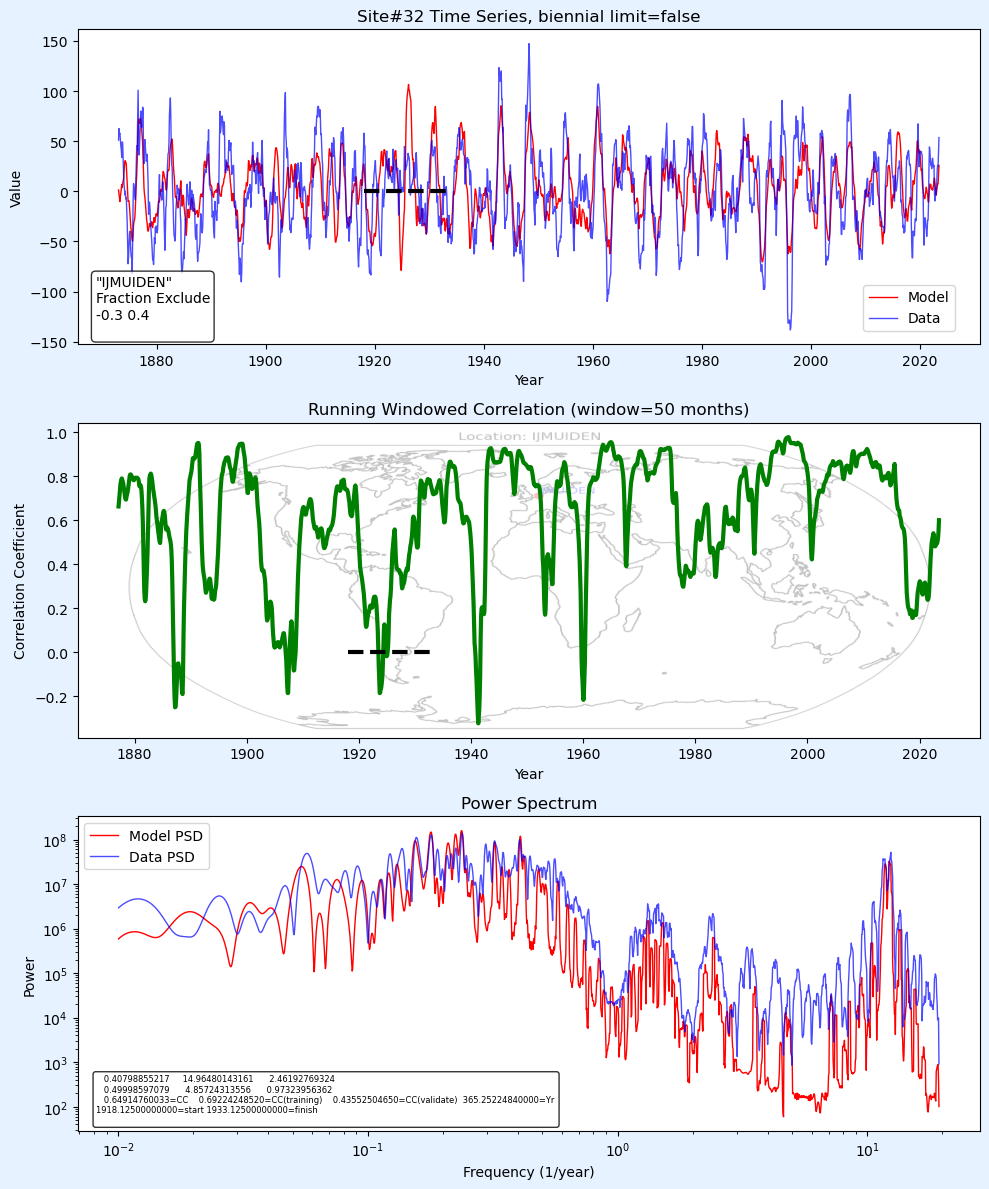 Site#32 Time Series, biennial limit=false
150
100
50
0
−50
−100
−150
Value
"IJMUIDEN"
Fraction Exclude
-0.3 0.4
Model
Data
1880 1900 1920 1940 1960 1980 2000 2020
Year
Running Windowed Correlation (window=50 months)
Location: IJMUIDEN
1.0
0.8
0.6
0.4
0.2
0.0
−0.2
Correlation Coefficient
1880 1900 1920 1940 1960 1980 2000 2020
Year
Power Spectrum
Model PSD
Data PSD
10⁸
10⁷
10⁶
10⁵
10⁴
10³
10²
Power
0.40798855217 14.96480143161 2.46192769324
0.49998597079 4.85724313556 0.97323956362
0.64914760033=CC 0.69224248520=CC(training) 0.43552504650=CC(validate) 365.25224840000=Yr
1918.12500000000=start 1933.12500000000=finish
10⁻² 10⁻¹ 10⁰ 10¹
Frequency (1/year)